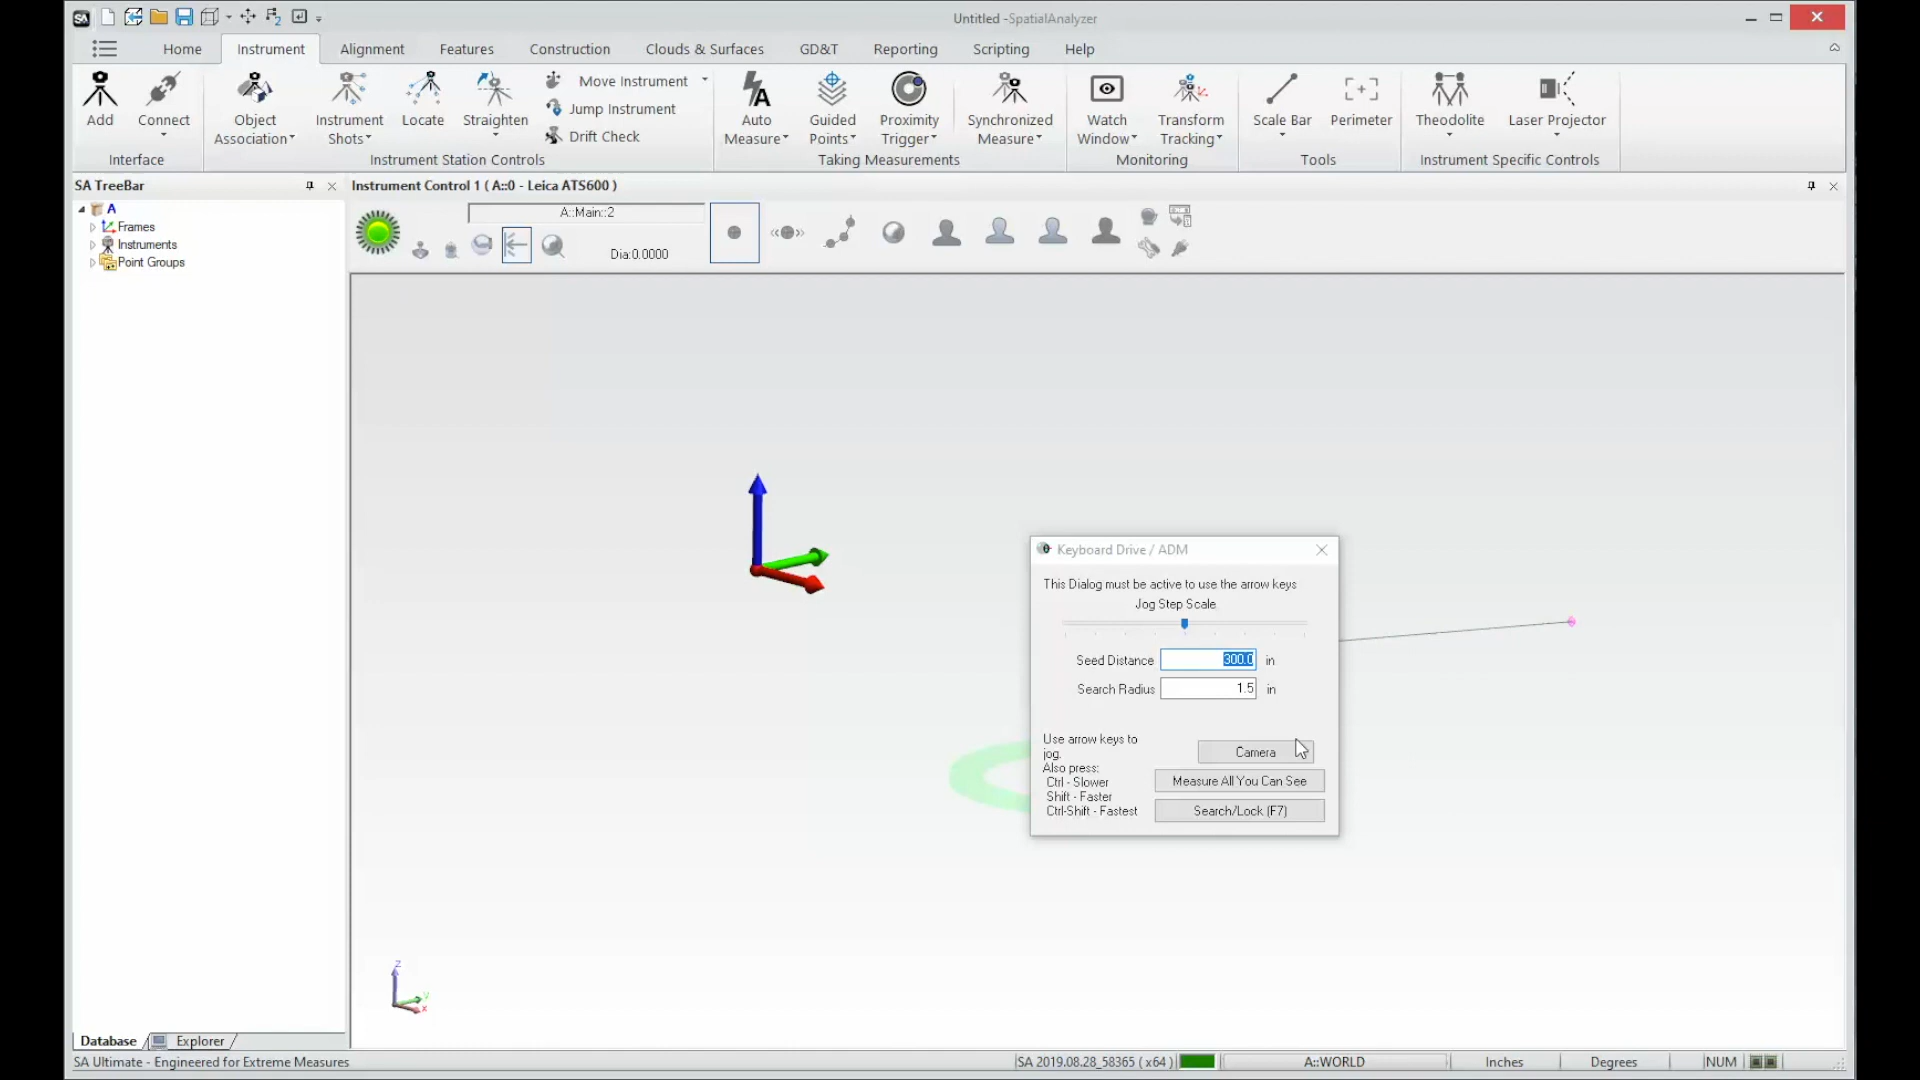 SA
Untitled -SpatialAnalyzer
Home
Instrument
Alignment
Features
Construction
Clouds & Surfaces
GD&T
Reporting
Scripting
Help
Add
Connect
Interface
Object
Association
Instrument
Shots
Locate
Straighten
Move Instrument
Jump Instrument
Drift Check
Instrument Station Controls
Auto
Measure
Guided
Points
Proximity
Trigger
Synchronized
Measure
Taking Measurements
Watch
Window
Transform
Tracking
Monitoring
Scale Bar
Perimeter
Tools
Theodolite
Laser Projector
Instrument Specific Controls
SA TreeBar
A
Frames
Instruments
Point Groups
Instrument Control 1 ( A::0 - Leica ATS600 )
A::Main::2
Dia:0.0000
Keyboard Drive / ADM
This Dialog must be active to use the arrow keys
Jog Step Scale
Seed Distance 300.0 in
Search Radius 1.5 in
Use arrow keys to
jog.
Also press:
Ctrl - Slower
Shift - Faster
Ctrl-Shift - Fastest
Camera
Measure All You Can See
Search/Lock (F7)
Z
Y
X
Database
Explorer
SA Ultimate - Engineered for Extreme Measures
SA 2019.08.28_58365 ( x64 )
A::WORLD
Inches
Degrees
NUM